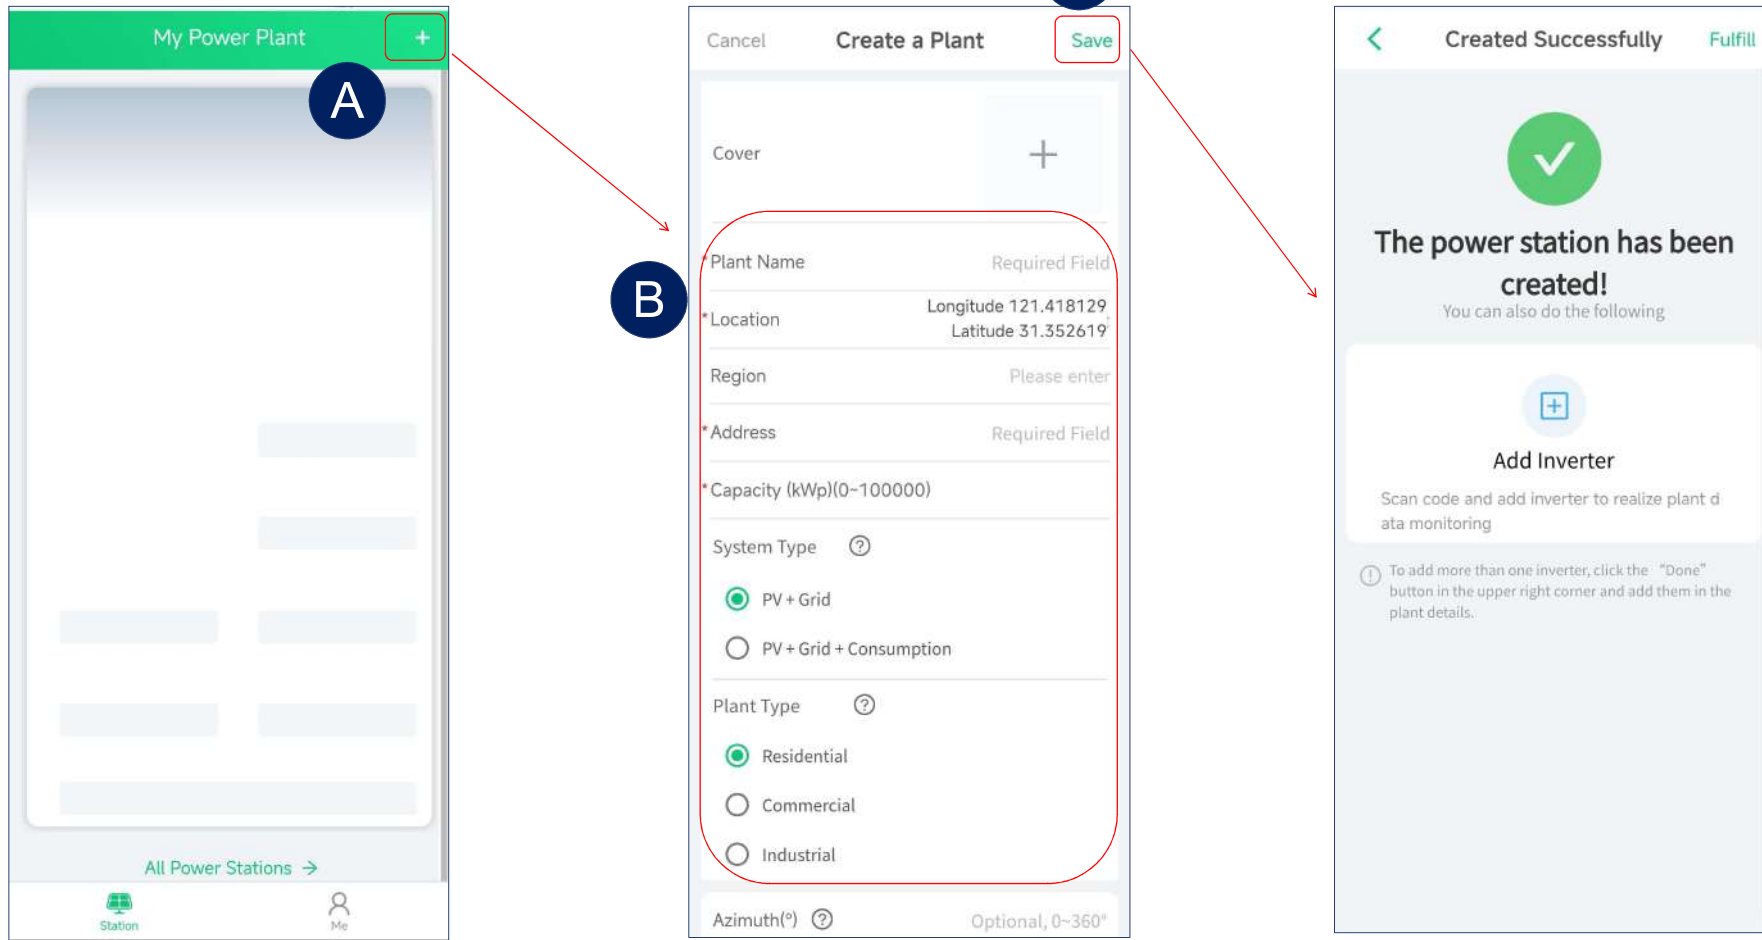 My Power Plant +
A
All Power Stations →
Station
Me
Cancel Create a Plant Save
Cover
B
*Plant Name Required Field
*Location Longitude 121.418129
Latitude 31.352619
Region Please enter
*Address Required Field
*Capacity (kWp)(0~100000)
System Type ?
PV + Grid
PV + Grid + Consumption
Plant Type ?
Residential
Commercial
Industrial
Azimuth(°) ? Optional, 0~360°
Created Successfully Fulfill
The power station has been
created!
You can also do the following
Add Inverter
Scan code and add inverter to realize plant d
ata monitoring
To add more than one inverter, click the “Done”
button in the upper right corner and add them in the
plant details.